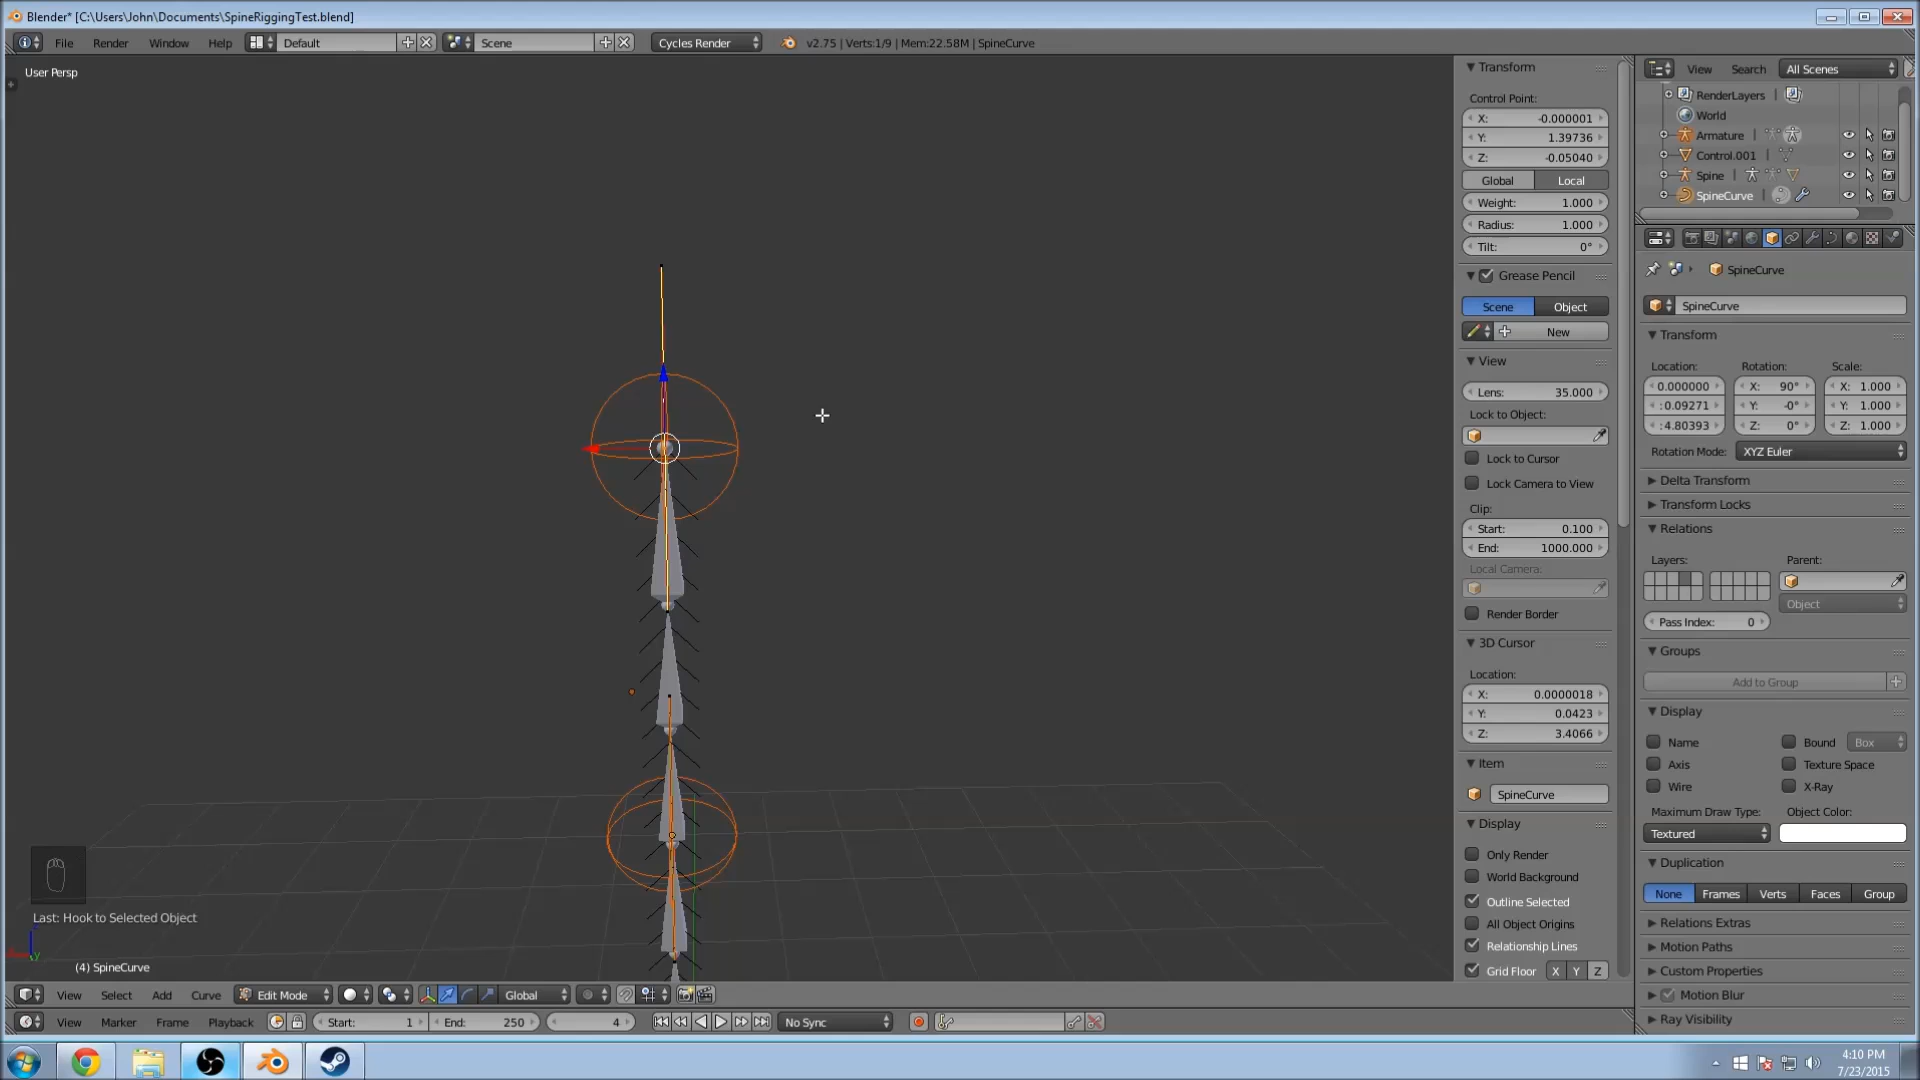 Blender* [C:\Users\John\Documents\SpineRiggingTest.blend]
File Render Window Help Default Scene Cycles Render v2.75 | Verts:1/9 | Mem:22.58M | SpineCurve
User Persp
Transform
Control Point:
X: -0.000001
Y: 1.39736
Z: -0.05040
Global Local
Weight: 1.000
Radius: 1.000
Tilt: 0°
Grease Pencil
Scene Object
New
View
Lens: 35.000
Lock to Object:
Lock to Cursor
Lock Camera to View
Clip:
Start: 0.100
End: 1000.000
Local Camera:
Render Border
3D Cursor
Location:
X: 0.0000018
Y: 0.0423
Z: 3.4066
Item
SpineCurve
Display
Only Render
World Background
Outline Selected
All Object Origins
Relationship Lines
Grid Floor X Y Z
View Search All Scenes
RenderLayers |
World
Armature |
Control.001 |
Spine |
SpineCurve |
SpineCurve
SpineCurve
Transform
Location: Rotation: Scale:
0.000000 X: 90° X: 1.000
:0.09271 Y: -0° Y: 1.000
:4.80393 Z: 0° Z: 1.000
Rotation Mode: XYZ Euler
Delta Transform
Transform Locks
Relations
Layers: Parent:
Object
Pass Index: 0
Groups
Add to Group
Display
Name Bound Box
Axis Texture Space
Wire X-Ray
Maximum Draw Type: Object Color:
Textured
Duplication
None Frames Verts Faces Group
Relations Extras
Motion Paths
Custom Properties
Motion Blur
Ray Visibility
Last: Hook to Selected Object
(4) SpineCurve
View Select Add Curve Edit Mode Global
View Marker Frame Playback Start: 1 End: 250 4 No Sync
4:10 PM
7/23/2015